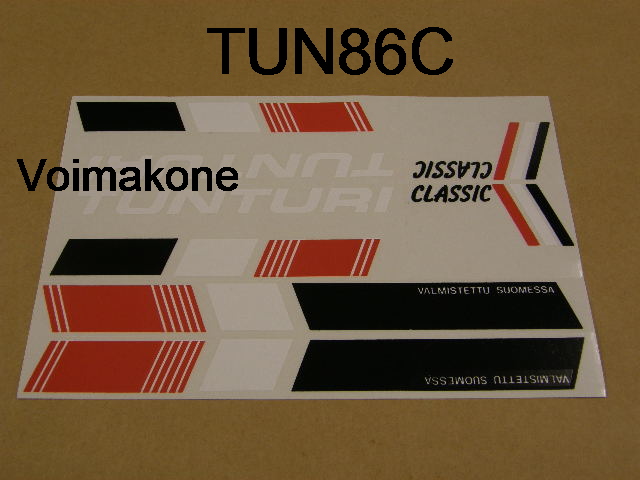 TUN86C
Voimakone
TUNTURI
TUNTURI
CLASSIC
CLASSIC
VALMISTETTU SUOMESSA
VALMISTETTU SUOMESSA